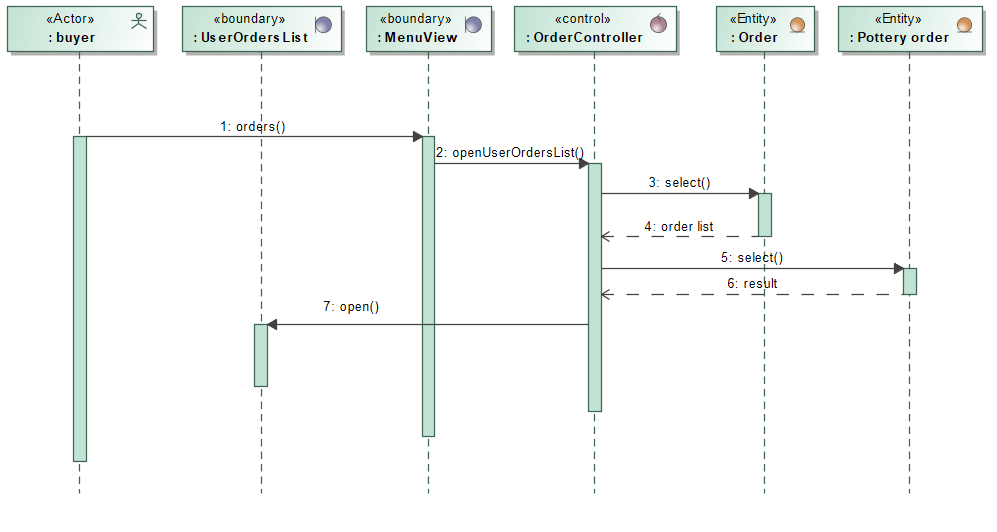 «Actor»
: buyer
«boundary»
: UserOrdersList
«boundary»
: MenuView
«control»
: OrderController
«Entity»
: Order
«Entity»
: Pottery order
1: orders()
2: openUserOrdersList()
3: select()
4: order list
5: select()
6: result
7: open()